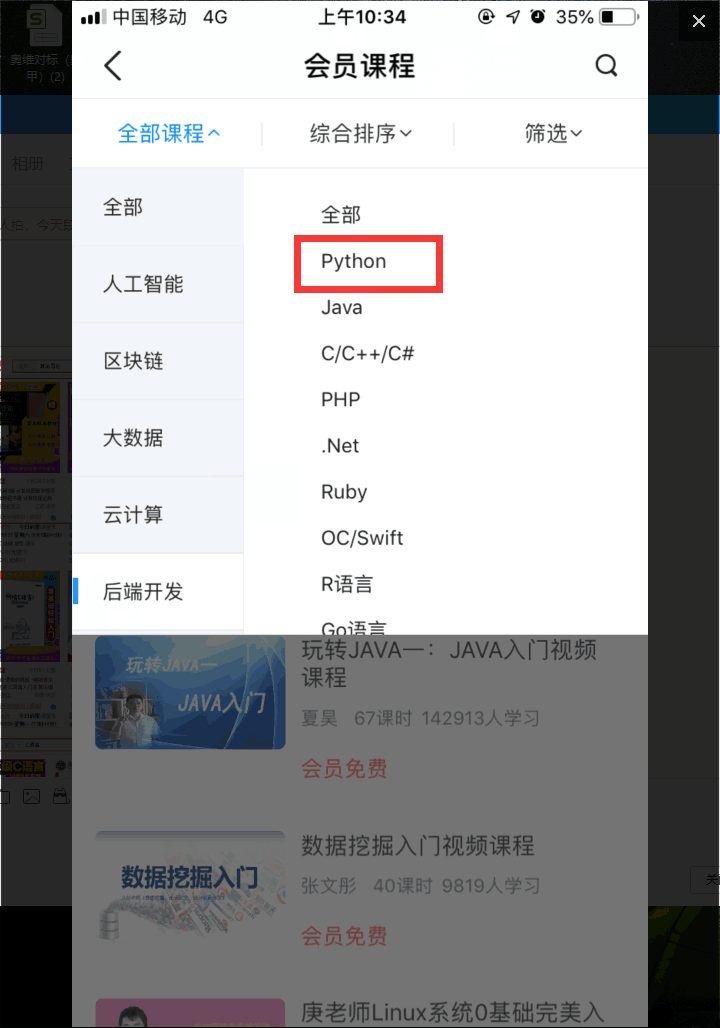 中国移动 4G 上午10:34 35%
会员课程
全部课程 综合排序 筛选
全部
人工智能
区块链
大数据
云计算
后端开发
全部
Python
Java
C/C++/C#
PHP
.Net
Ruby
OC/Swift
R语言
Go语言
玩转JAVA一
JAVA入门
玩转JAVA一：JAVA入门视频
课程
夏昊 67课时 142913人学习
会员免费
数据挖掘入门
数据挖掘入门视频课程
张文彤 40课时 9819人学习
会员免费
庚老师Linux系统0基础完美入
奥维对标（
甲）(2)
相册